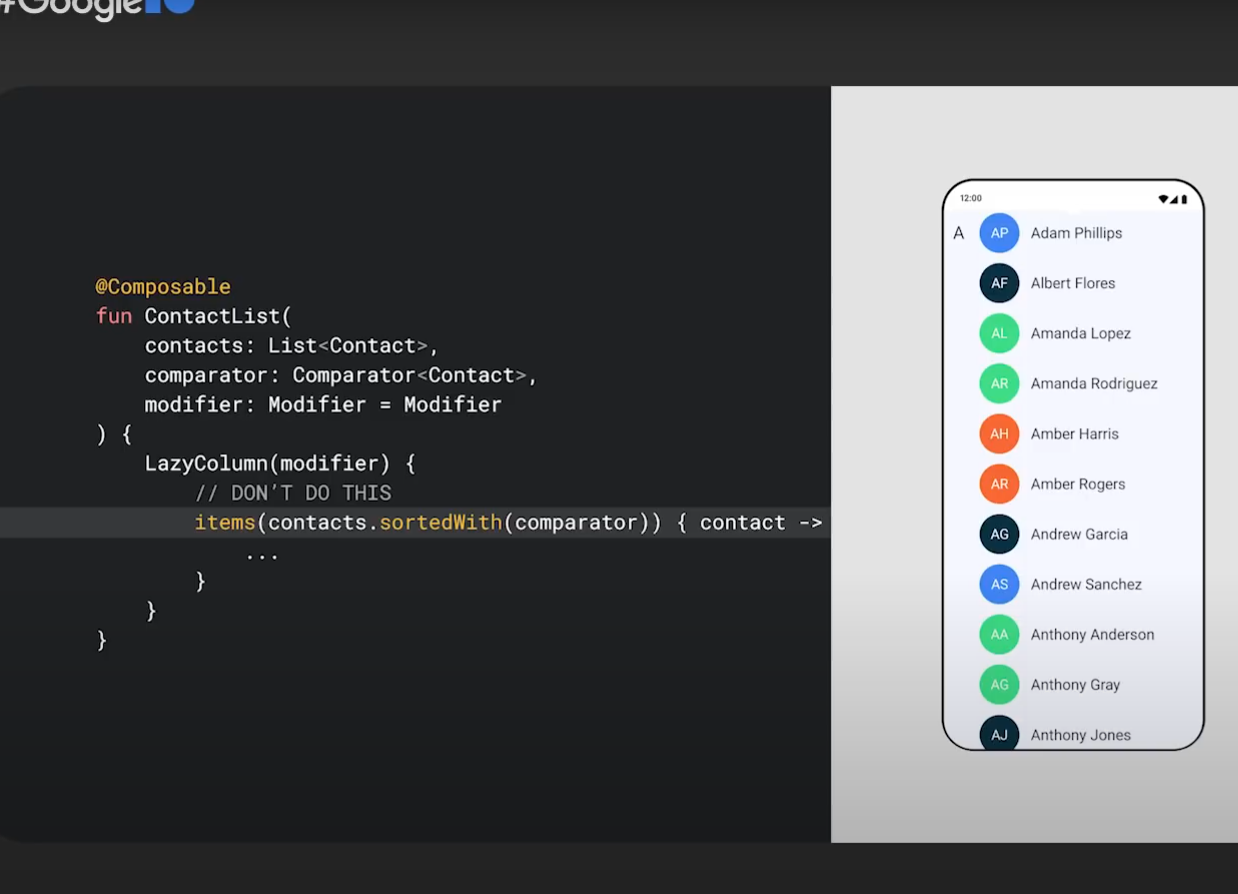 #Google IO
@Composable
fun ContactList(
    contacts: List<Contact>,
    comparator: Comparator<Contact>,
    modifier: Modifier = Modifier
) {
    LazyColumn(modifier) {
        // DON’T DO THIS
        items(contacts.sortedWith(comparator)) { contact ->
            ...
        }
    }
}
12:00
A AP Adam Phillips
AF Albert Flores
AL Amanda Lopez
AR Amanda Rodriguez
AH Amber Harris
AR Amber Rogers
AG Andrew Garcia
AS Andrew Sanchez
AA Anthony Anderson
AG Anthony Gray
AJ Anthony Jones